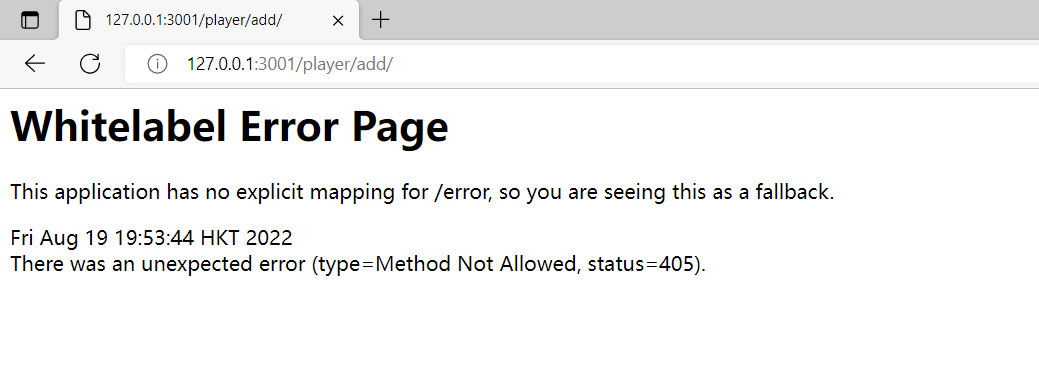 127.0.0.1:3001/player/add/
127.0.0.1:3001/player/add/
Whitelabel Error Page
This application has no explicit mapping for /error, so you are seeing this as a fallback.
Fri Aug 19 19:53:44 HKT 2022
There was an unexpected error (type=Method Not Allowed, status=405).